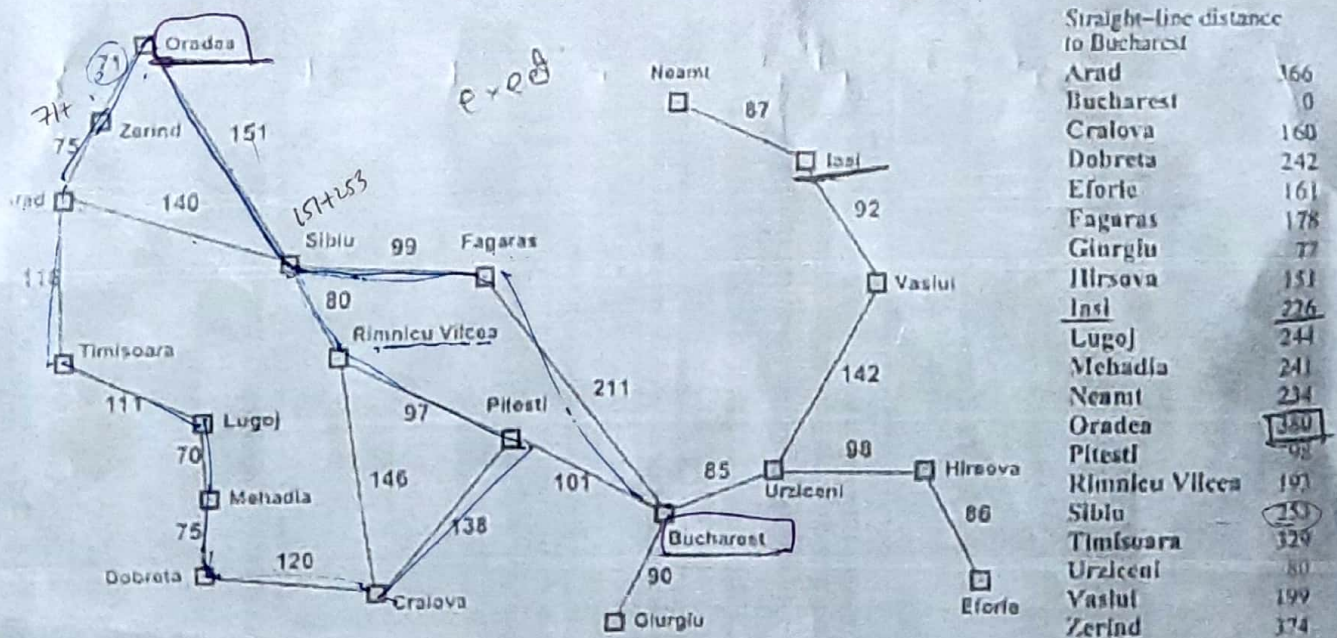 Oradea
71
71+
Zerind
75
151
rad
140
151+253
Sibiu
99
Fagaras
118
80
Rimnicu Vilcea
Timisoara
111
Lugoj
97
Pitesti
211
70
Mehadia
146
101
75
138
Dobreta
120
Craiova
Bucharest
90
Giurgiu
Neamt
87
Iasi
92
Vaslui
142
85
98
Urziceni
Hirsova
86
Eforie
Straight-line distance
to Bucharest
Arad 366
Bucharest 0
Craiova 160
Dobreta 242
Eforie 161
Fagaras 178
Giurgiu 77
Hirsova 151
Iasi 226
Lugoj 244
Mehadia 241
Neamt 234
Oradea 380
Pitesti 98
Rimnicu Vilcea 193
Sibiu 253
Timisoara 329
Urziceni 80
Vaslui 199
Zerind 374